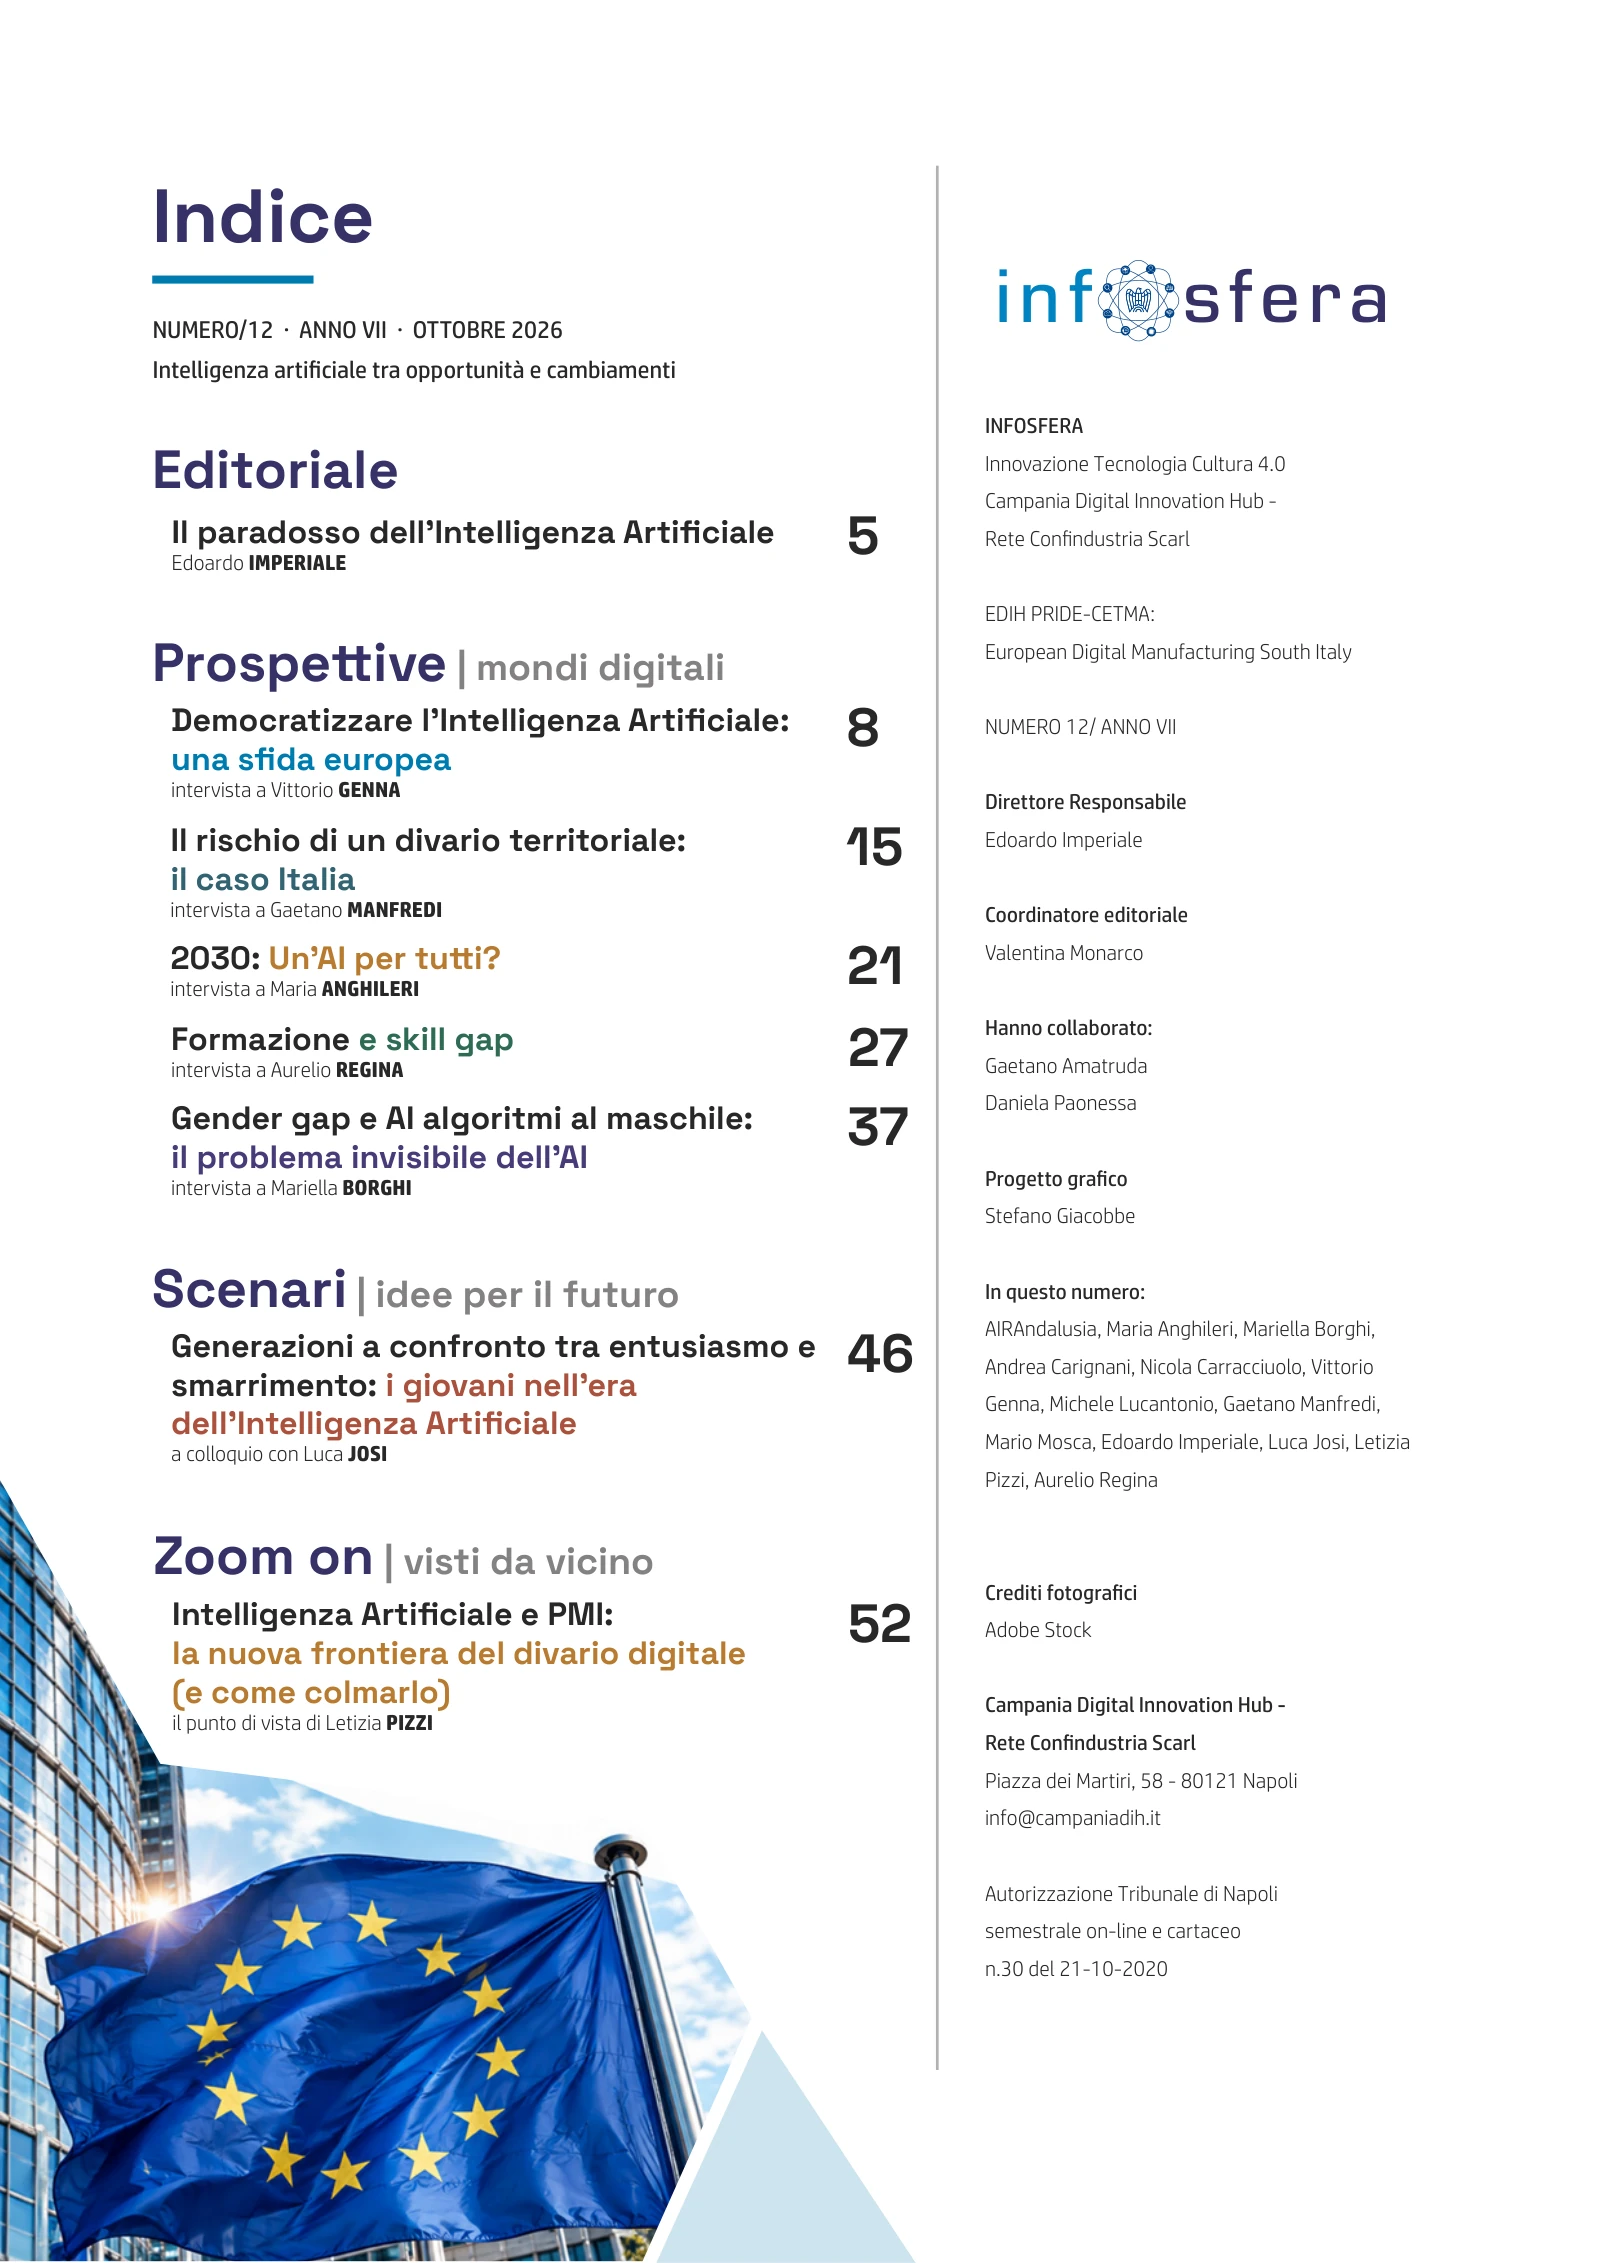 Indice
NUMERO/12 · ANNO VII · OTTOBRE 2026
Intelligenza artificiale tra opportunità e cambiamenti
Editoriale
Il paradosso dell’Intelligenza Artificiale 5
Edoardo IMPERIALE
Prospettive | mondi digitali
Democratizzare l’Intelligenza Artificiale: 8
una sfida europea
intervista a Vittorio GENNA
Il rischio di un divario territoriale: 15
il caso Italia
intervista a Gaetano MANFREDI
2030: Un’AI per tutti? 21
intervista a Maria ANGHILERI
Formazione e skill gap 27
intervista a Aurelio REGINA
Gender gap e AI algoritmi al maschile: 37
il problema invisibile dell’AI
intervista a Mariella BORGHI
Scenari | idee per il futuro
Generazioni a confronto tra entusiasmo e 46
smarrimento: i giovani nell’era
dell’Intelligenza Artificiale
a colloquio con Luca JOSI
Zoom on | visti da vicino
Intelligenza Artificiale e PMI: 52
la nuova frontiera del divario digitale
(e come colmarlo)
il punto di vista di Letizia PIZZI
infosfera
INFOSFERA
Innovazione Tecnologia Cultura 4.0
Campania Digital Innovation Hub -
Rete Confindustria Scarl
EDIH PRIDE-CETMA:
European Digital Manufacturing South Italy
NUMERO 12/ ANNO VII
Direttore Responsabile
Edoardo Imperiale
Coordinatore editoriale
Valentina Monarco
Hanno collaborato:
Gaetano Amatruda
Daniela Paonessa
Progetto grafico
Stefano Giacobbe
In questo numero:
AIRAndalusia, Maria Anghileri, Mariella Borghi,
Andrea Carignani, Nicola Carracciuolo, Vittorio
Genna, Michele Lucantonio, Gaetano Manfredi,
Mario Mosca, Edoardo Imperiale, Luca Josi, Letizia
Pizzi, Aurelio Regina
Crediti fotografici
Adobe Stock
Campania Digital Innovation Hub -
Rete Confindustria Scarl
Piazza dei Martiri, 58 - 80121 Napoli
info@campaniadih.it
Autorizzazione Tribunale di Napoli
semestrale on-line e cartaceo
n.30 del 21-10-2020